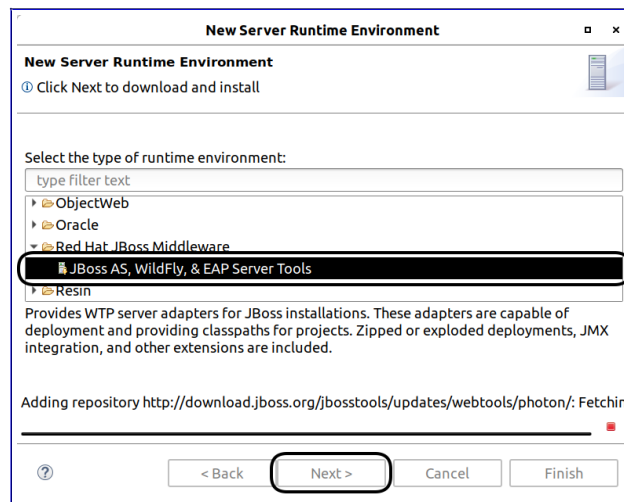 New Server Runtime Environment
New Server Runtime Environment
Click Next to download and install
Select the type of runtime environment:
type filter text
ObjectWeb
Oracle
Red Hat JBoss Middleware
JBoss AS, WildFly, & EAP Server Tools
Resin
Provides WTP server adapters for JBoss installations. These adapters are capable of
deployment and providing classpaths for projects. Zipped or exploded deployments, JMX
integration, and other extensions are included.
Adding repository http://download.jboss.org/jbosstools/updates/webtools/photon/: Fetchin
< Back Next > Cancel Finish